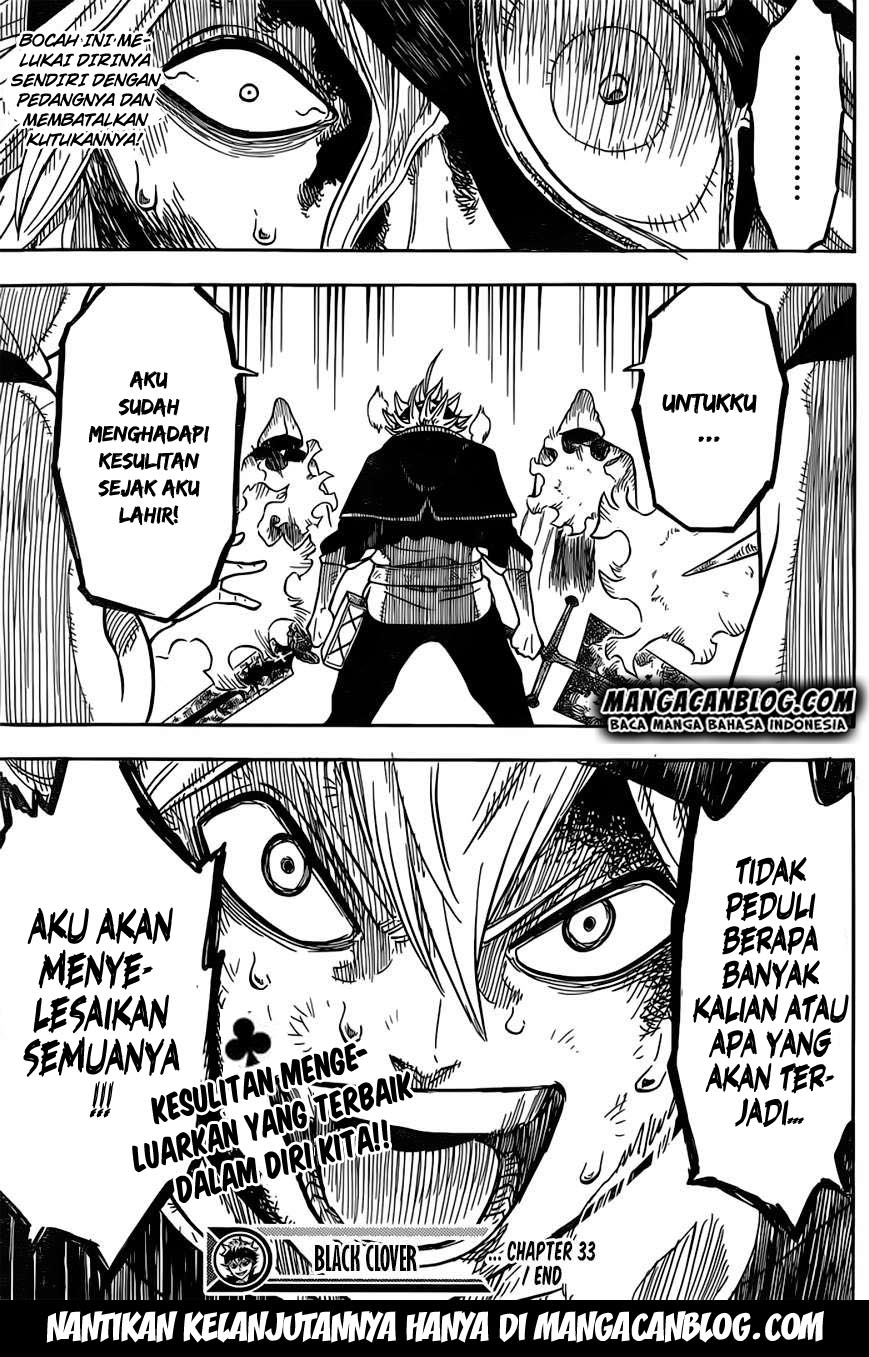 ..........
BOCAH INI ME-
LUKAI DIRINYA
SENDIRI DENGAN
PEDANGNYA DAN
MEMBATALKAN
KUTUKANNYA!
UNTUKKU
...
AKU
SUDAH
MENGHADAPI
KESULITAN
SEJAK AKU
LAHIR!
MANGACANBLOG.COM
BACA MANGA BAHASA INDONESIA
TIDAK
PEDULI
BERAPA
BANYAK
KALIAN ATAU
APA YANG
AKAN TER-
JADI...
AKU AKAN
MENYE-
LESAIKAN
SEMUANYA
!!!
KESULITAN MENGE-
LUARKAN YANG TERBAIK
DALAM DIRI KITA!!
BLACK CLOVER
... CHAPTER 33
/ END
NANTIKAN KELANJUTANNYA HANYA DI MANGACANBLOG.COM